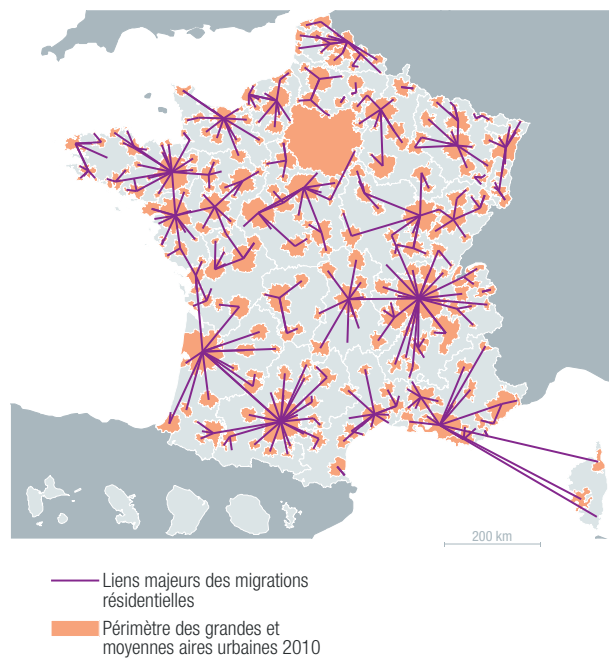 200 km
Liens majeurs des migrations
résidentielles
Périmètre des grandes et
moyennes aires urbaines 2010